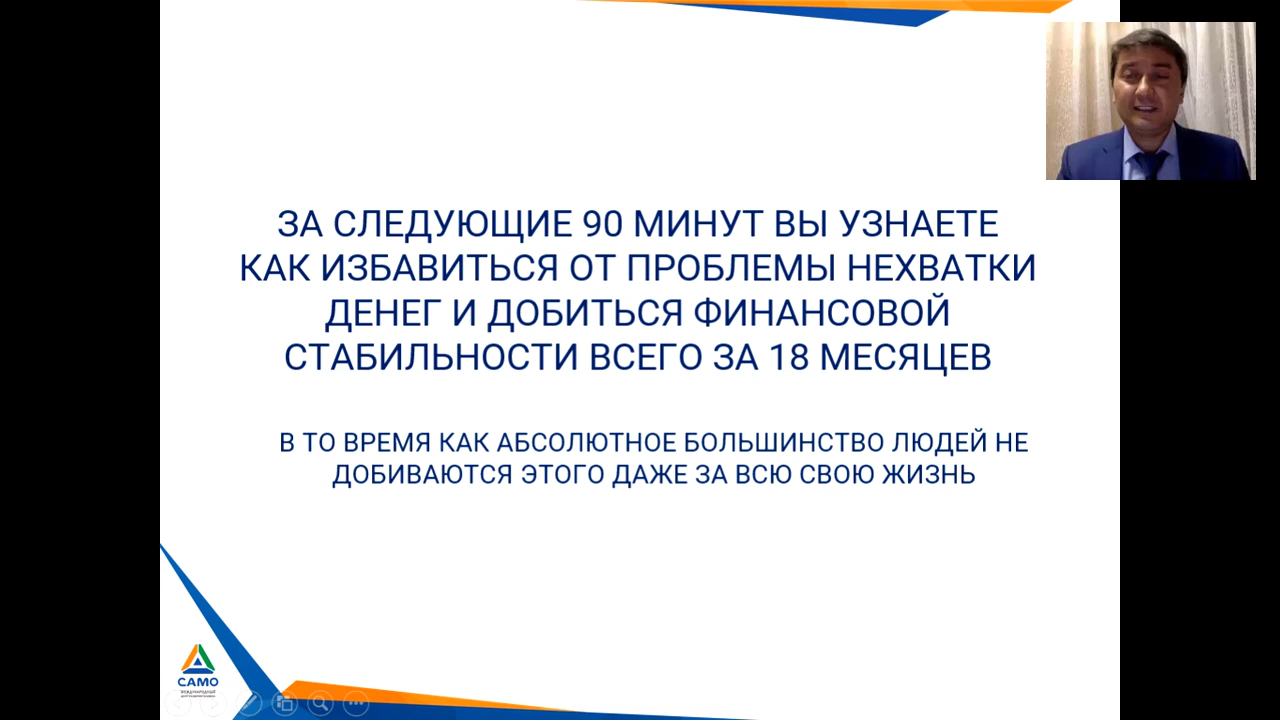 ЗА СЛЕДУЮЩИЕ 90 МИНУТ ВЫ УЗНАЕТЕ
КАК ИЗБАВИТЬСЯ ОТ ПРОБЛЕМЫ НЕХВАТКИ
ДЕНЕГ И ДОБИТЬСЯ ФИНАНСОВОЙ
СТАБИЛЬНОСТИ ВСЕГО ЗА 18 МЕСЯЦЕВ
В ТО ВРЕМЯ КАК АБСОЛЮТНОЕ БОЛЬШИНСТВО ЛЮДЕЙ НЕ
ДОБИВАЮТСЯ ЭТОГО ДАЖЕ ЗА ВСЮ СВОЮ ЖИЗНЬ
САМО
МЕЖДУНАРОДНЫЙ